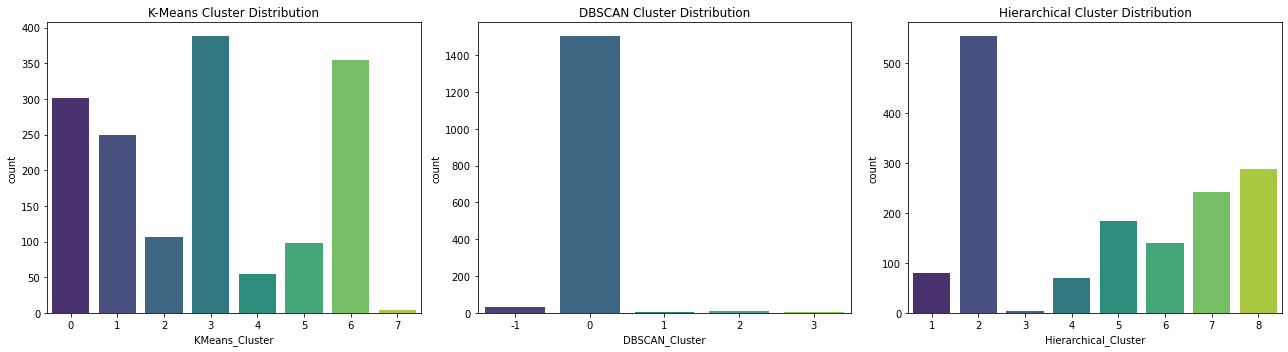 K-Means Cluster Distribution
400
350
300
250
200
150
100
50
0
count
0 1 2 3 4 5 6 7
KMeans_Cluster
DBSCAN Cluster Distribution
1400
1200
1000
800
600
400
200
0
count
-1 0 1 2 3
DBSCAN_Cluster
Hierarchical Cluster Distribution
500
400
300
200
100
0
count
1 2 3 4 5 6 7 8
Hierarchical_Cluster